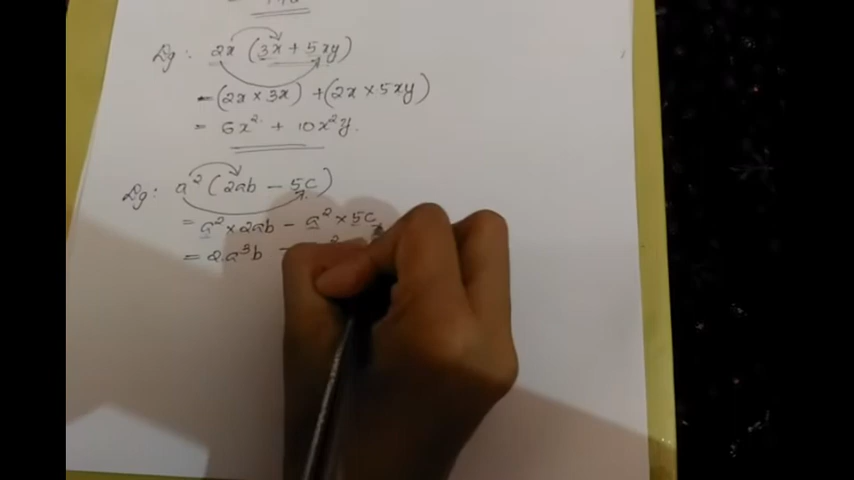 Eg: 2x (3x + 5xy)
= (2x × 3x) + (2x × 5xy)
= 6x² + 10x²y.
Eg: a² (2ab - 5c)
= a² × 2ab - a² × 5c
= 2a³b -